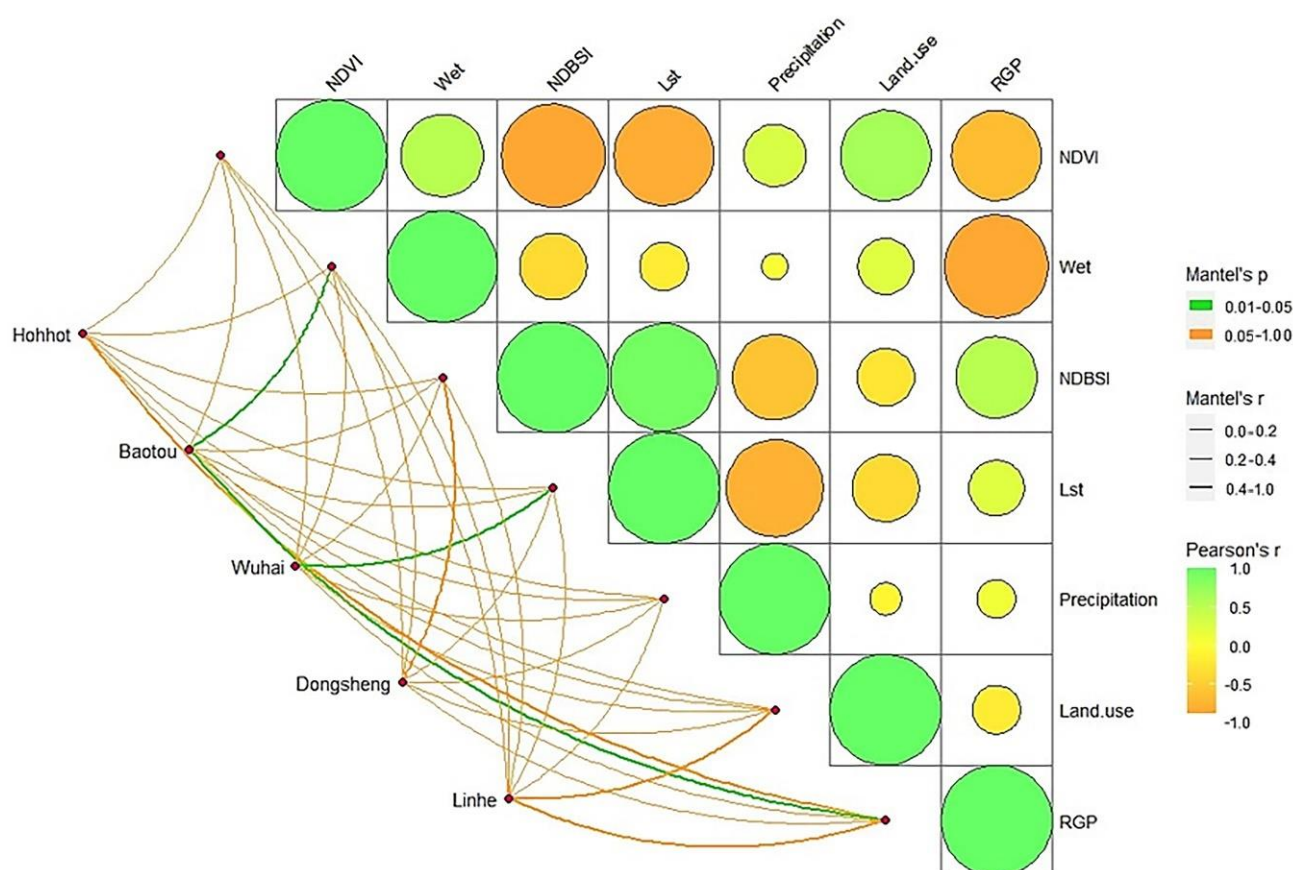 NDVI
Wet
NDBSI
Lst
Precipitation
Land.use
RGP
NDVI
Wet
NDBSI
Lst
Precipitation
Land.use
RGP
Hohhot
Baotou
Wuhai
Dongsheng
Linhe
Mantel's p
0.01-0.05
0.05-1.00
Mantel's r
0.0-0.2
0.2-0.4
0.4-1.0
Pearson's r
1.0
0.5
0.0
-0.5
-1.0